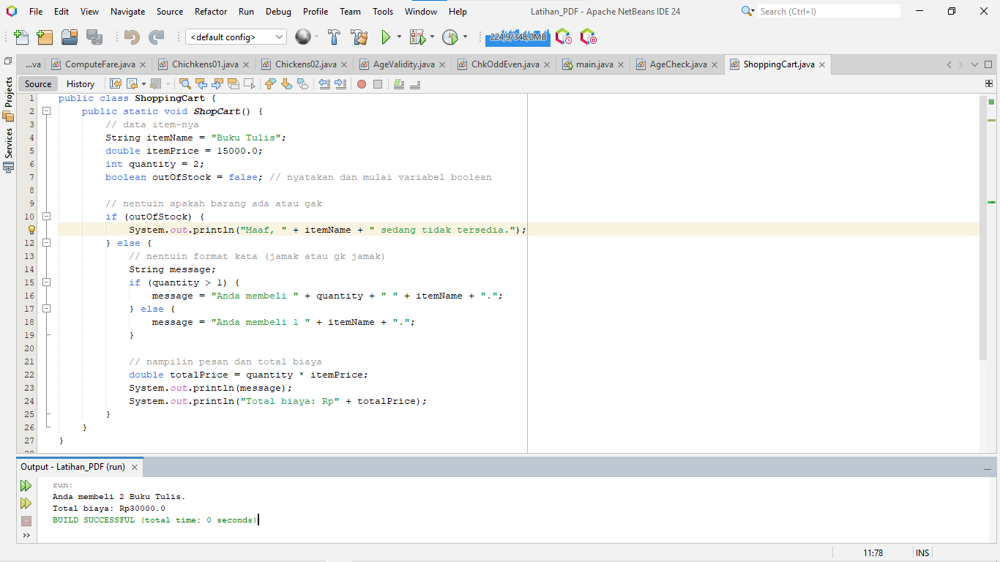 File Edit View Navigate Source Refactor Run Debug Profile Team Tools Window Help Latihan_PDF - Apache NetBeans IDE 24 Search (Ctrl+I)
<default config> 224,9/348,0MB
...va ComputeFare.java Chichkens01.java Chickens02.java AgeValidity.java ChkOddEven.java main.java AgeCheck.java ShoppingCart.java
Source History
Projects
Services
1 public class ShoppingCart {
2 public static void ShopCart() {
3 // data item-nya
4 String itemName = "Buku Tulis";
5 double itemPrice = 15000.0;
6 int quantity = 2;
7 boolean outOfStock = false; // nyatakan dan mulai variabel boolean
8
9 // nentuin apakah barang ada atau gak
10 if (outOfStock) {
System.out.println("Maaf, " + itemName + " sedang tidak tersedia.");
12 } else {
13 // nentuin format kata (jamak atau gk jamak)
14 String message;
15 if (quantity > 1) {
16 message = "Anda membeli " + quantity + " " + itemName + ".";
17 } else {
18 message = "Anda membeli 1 " + itemName + ".";
19 }
20
21 // nampilin pesan dan total biaya
22 double totalPrice = quantity * itemPrice;
23 System.out.println(message);
24 System.out.println("Total biaya: Rp" + totalPrice);
25 }
26 }
27 }
Output - Latihan_PDF (run)
run:
Anda membeli 2 Buku Tulis.
Total biaya: Rp30000.0
BUILD SUCCESSFUL (total time: 0 seconds)
11:78 INS